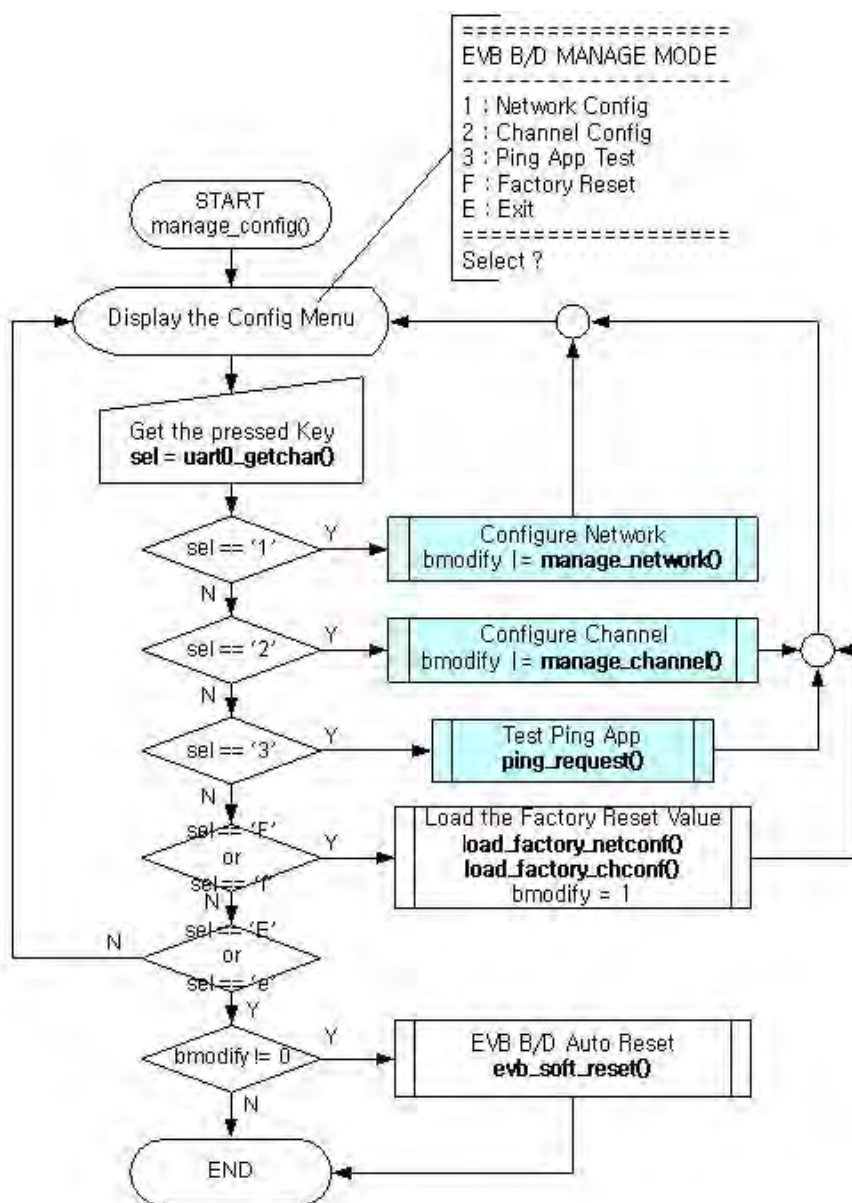 ===================
EVB B/D MANAGE MODE
-------------------
1 : Network Config
2 : Channel Config
3 : Ping App Test
F : Factory Reset
E : Exit
===================
Select ?
START
manage_config()
Display the Config Menu
Get the pressed Key
sel = uart0_getchar()
sel == '1'
Y
Configure Network
bmodify |= manage_network()
N
sel == '2'
Y
Configure Channel
bmodify |= manage_channel()
N
sel == '3'
Y
Test Ping App
ping_request()
N
sel == 'F'
or
sel == 'f'
Y
Load the Factory Reset Value
load_factory_netconf()
load_factory_chconf()
bmodify = 1
N
sel == 'E'
or
sel == 'e'
N
Y
bmodify != 0
Y
EVB B/D Auto Reset
evb_soft_reset()
N
END